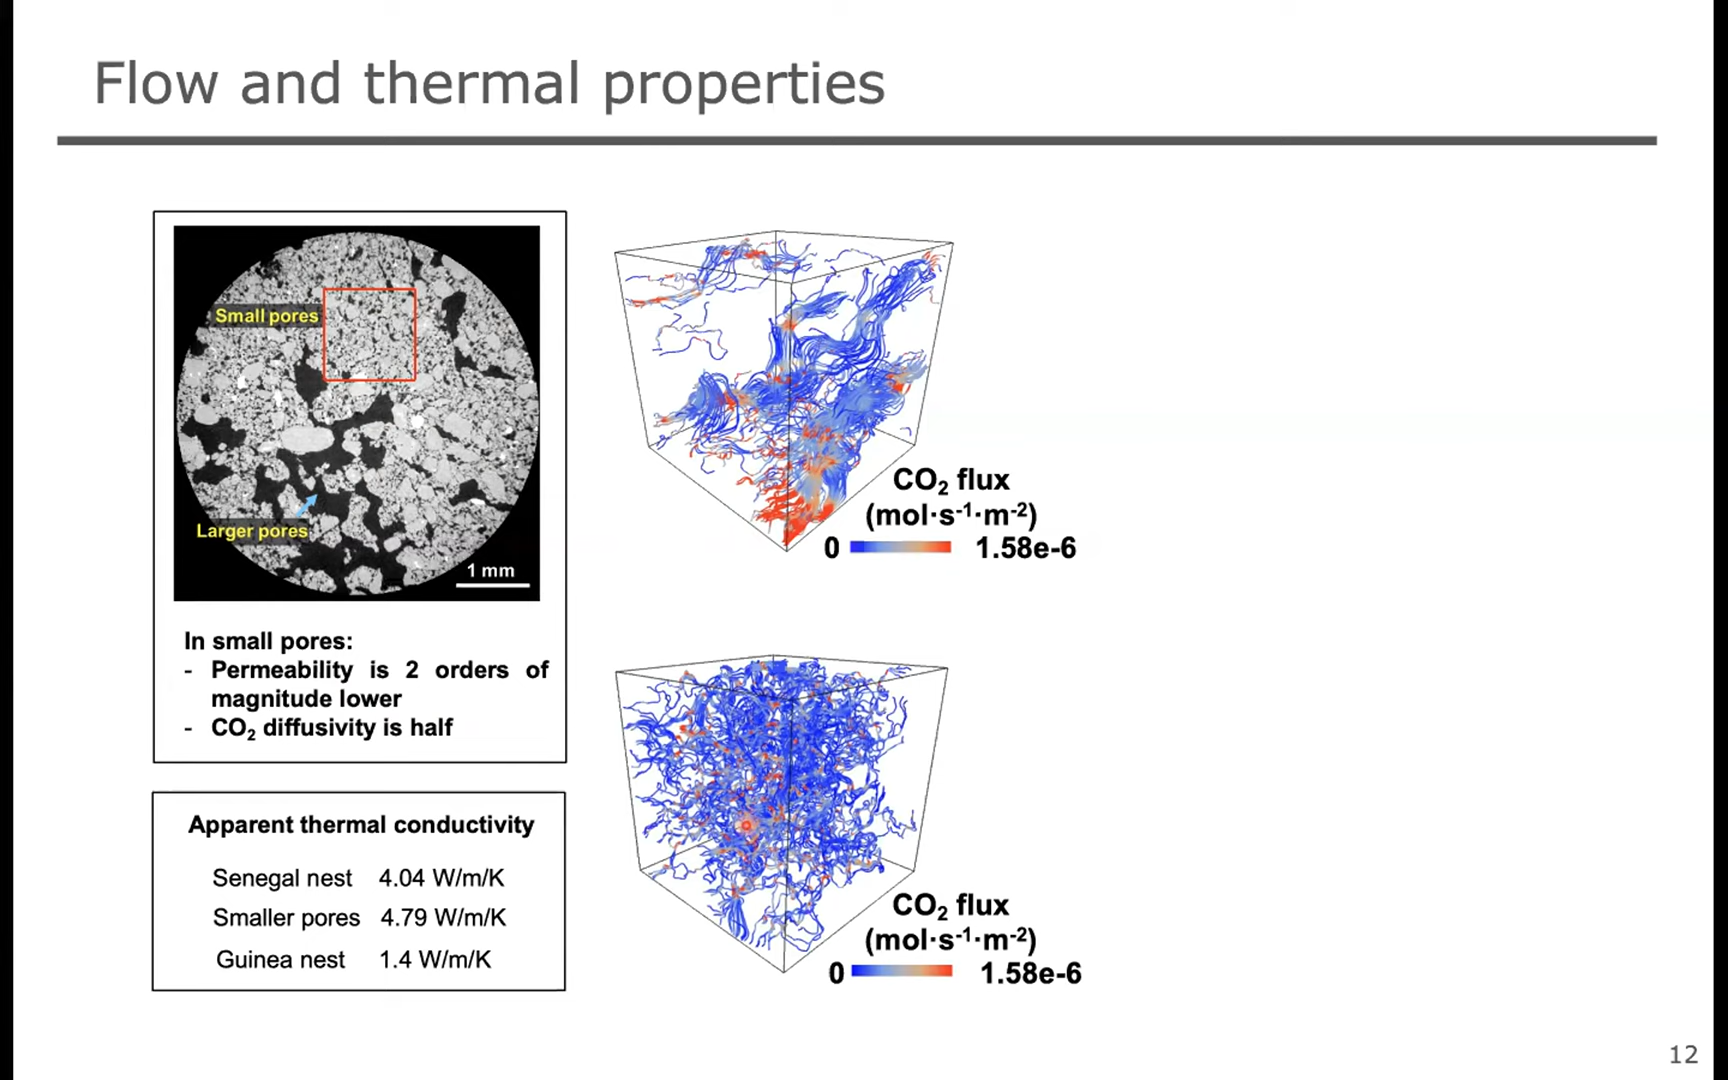 Flow and thermal properties
Small pores
Larger pores
1 mm
In small pores:
- Permeability is 2 orders of
magnitude lower
- CO₂ diffusivity is half
Apparent thermal conductivity
Senegal nest 4.04 W/m/K
Smaller pores 4.79 W/m/K
Guinea nest 1.4 W/m/K
CO₂ flux
(mol·s⁻¹·m⁻²)
0 1.58e-6
CO₂ flux
(mol·s⁻¹·m⁻²)
0 1.58e-6
12